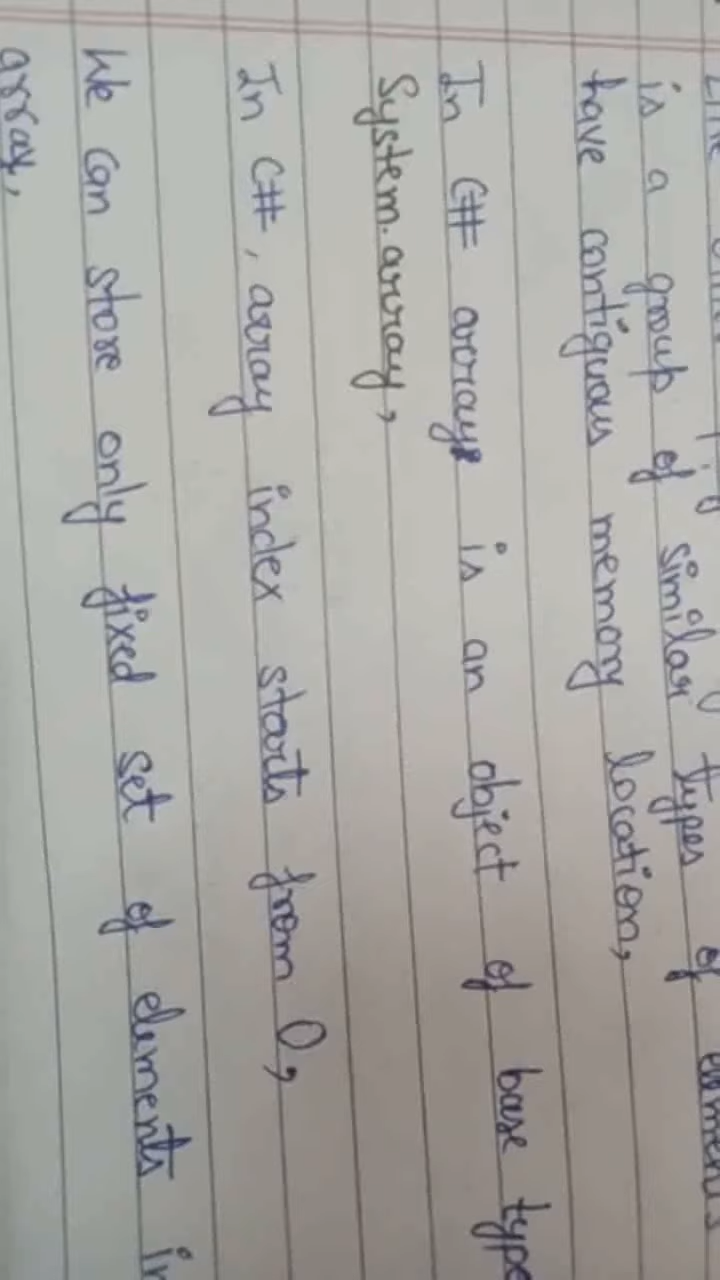 is a group of similar types of elements
have contiguous memory location,
In C# array is an object of base type
System.array,
In C#, array index starts from 0,
We can store only fixed set of elements in
array,